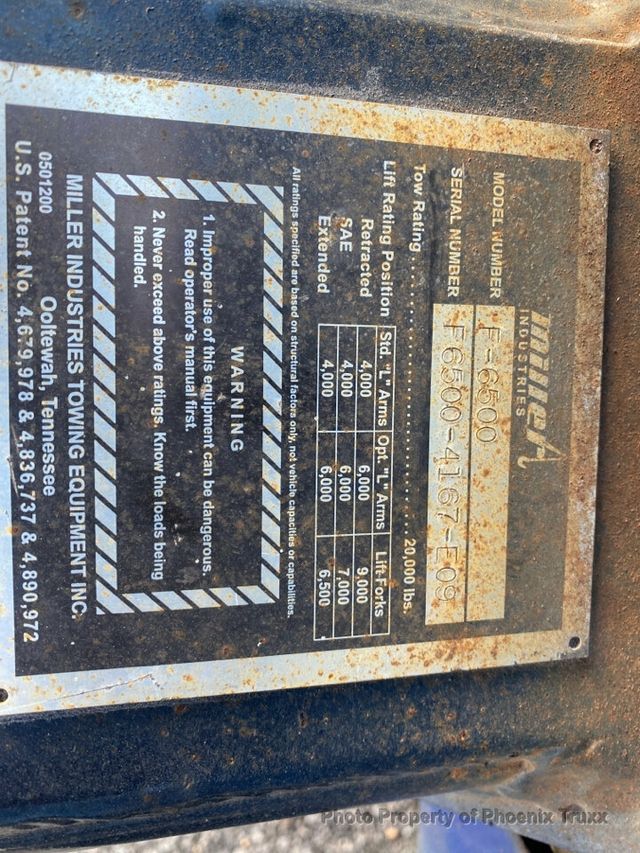 miller
INDUSTRIES
MODEL NUMBER F-6500
SERIAL NUMBER F6500-4167-E09
Tow Rating........................20,000 lbs.
Lift Rating Position Std. "L" Arms Opt. "L" Arms Lift Forks
Retracted 4,000 6,000 9,000
SAE 4,000 6,000 7,000
Extended 4,000 6,000 6,500
All ratings specified are based on structural factors only, not vehicle capacities or capabilities.
WARNING
1. Improper use of this equipment can be dangerous.
Read operator's manual first.
2. Never exceed above ratings. Know the loads being
handled.
MILLER INDUSTRIES TOWING EQUIPMENT INC.
0501200 Ooltewah, Tennessee
U.S. Patent No. 4,679,978 & 4,836,737 & 4,890,972
Photo Property of Phoenix Truxx